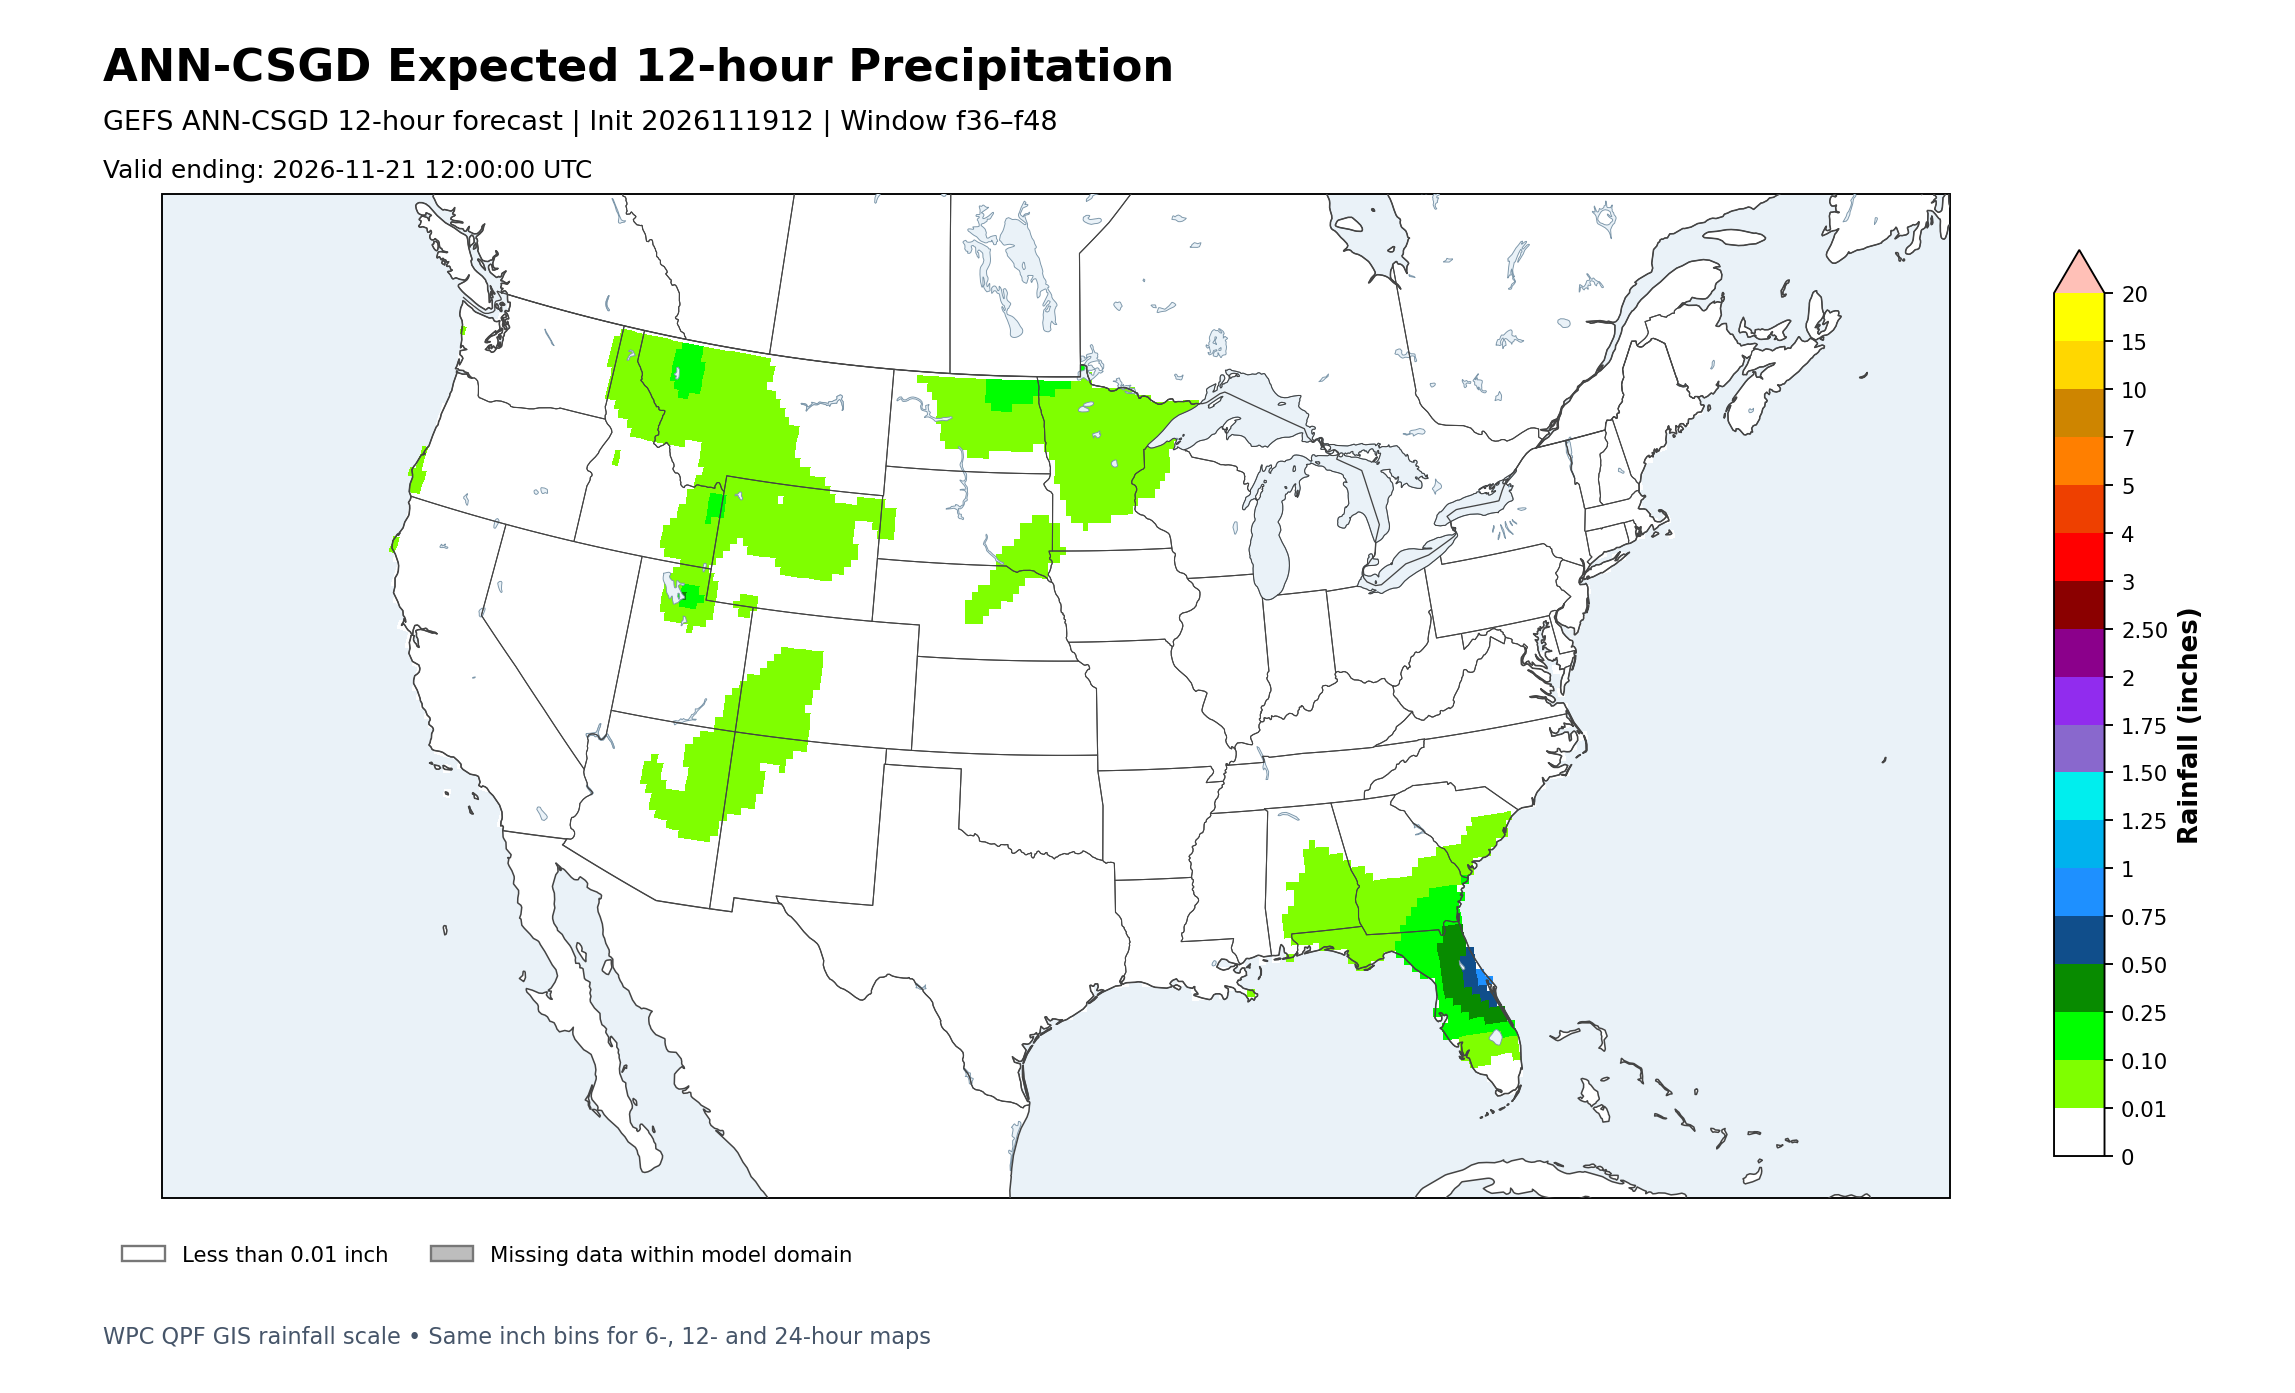 ANN-CSGD Expected 12-hour Precipitation
GEFS ANN-CSGD 12-hour forecast | Init 2026111912 | Window f36–f48
Valid ending: 2026-11-21 12:00:00 UTC
20
15
10
7
5
4
3
2.50
2
1.75
1.50
1.25
1
0.75
0.50
0.25
0.10
0.01
0
Rainfall (inches)
Less than 0.01 inch
Missing data within model domain
WPC QPF GIS rainfall scale • Same inch bins for 6-, 12- and 24-hour maps